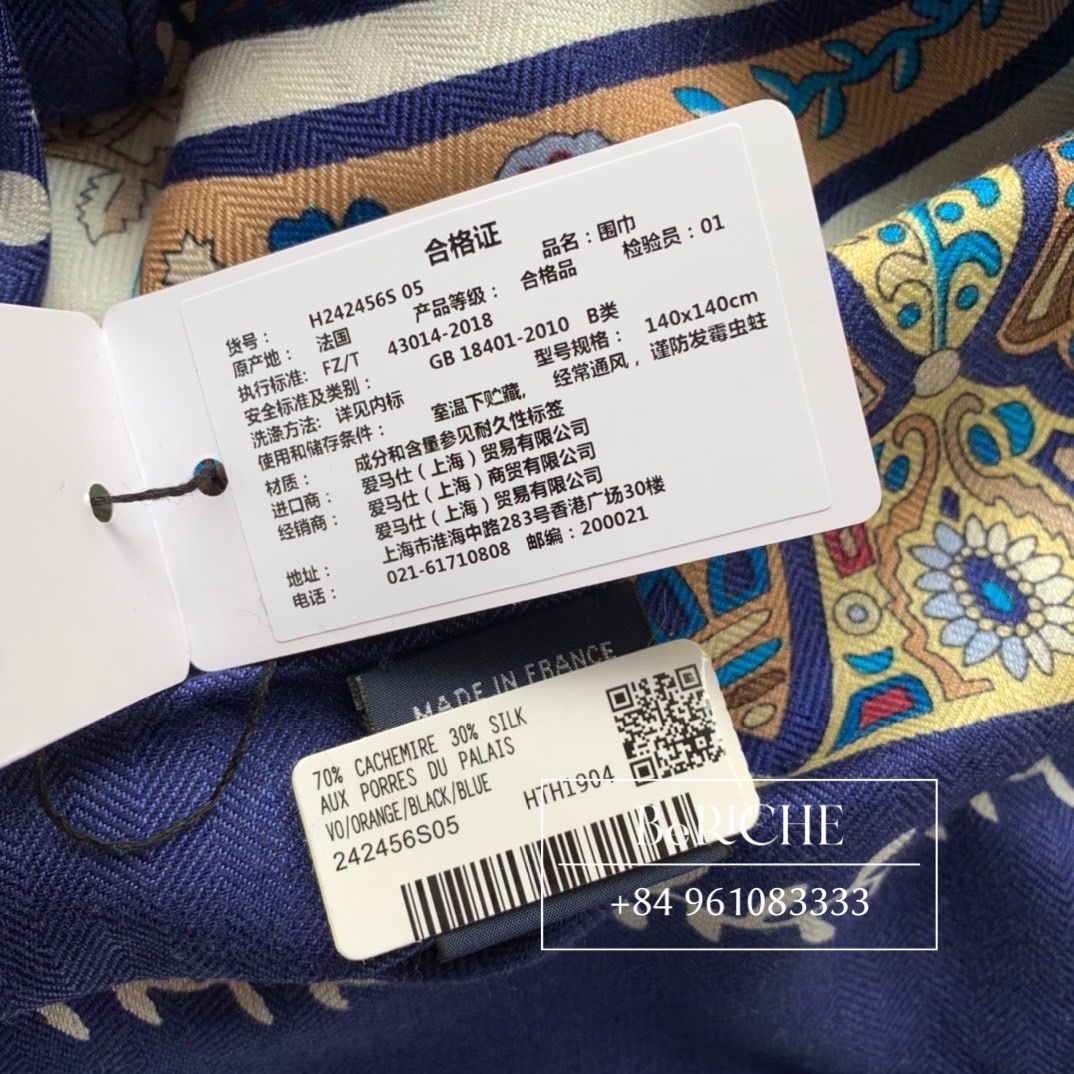 合格证
货号： H242456S 05 品名：围巾
原产地： 法国 产品等级： 合格品 检验员：01
执行标准: FZ/T 43014-2018
安全标准及类别： GB 18401-2010 B类
洗涤方法: 详见内标 型号规格： 140x140cm
使用和储存条件： 室温下贮藏, 经常通风，谨防发霉虫蛀
材质： 成分和含量参见耐久性标签
进口商： 爱马仕（上海）贸易有限公司
经销商： 爱马仕（上海）商贸有限公司
爱马仕（上海）贸易有限公司
地址： 上海市淮海中路283号香港广场30楼
电话： 021-61710808 邮编：200021
MADE IN FRANCE
70% CACHEMIRE 30% SILK
AUX PORRES DU PALAIS
VO/ORANGE/BLACK/BLUE
242456S05 HTH1904
BeRICHE
+84 961083333